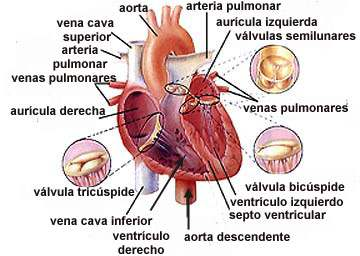 aorta
arteria pulmonar
vena cava
superior
aurícula izquierda
válvulas semilunares
arteria
pulmonar
venas pulmonares
venas pulmonares
aurícula derecha
válvula tricúspide
válvula bicúspide
ventrículo izquierdo
septo ventricular
vena cava inferior
ventrículo
derecho
aorta descendente